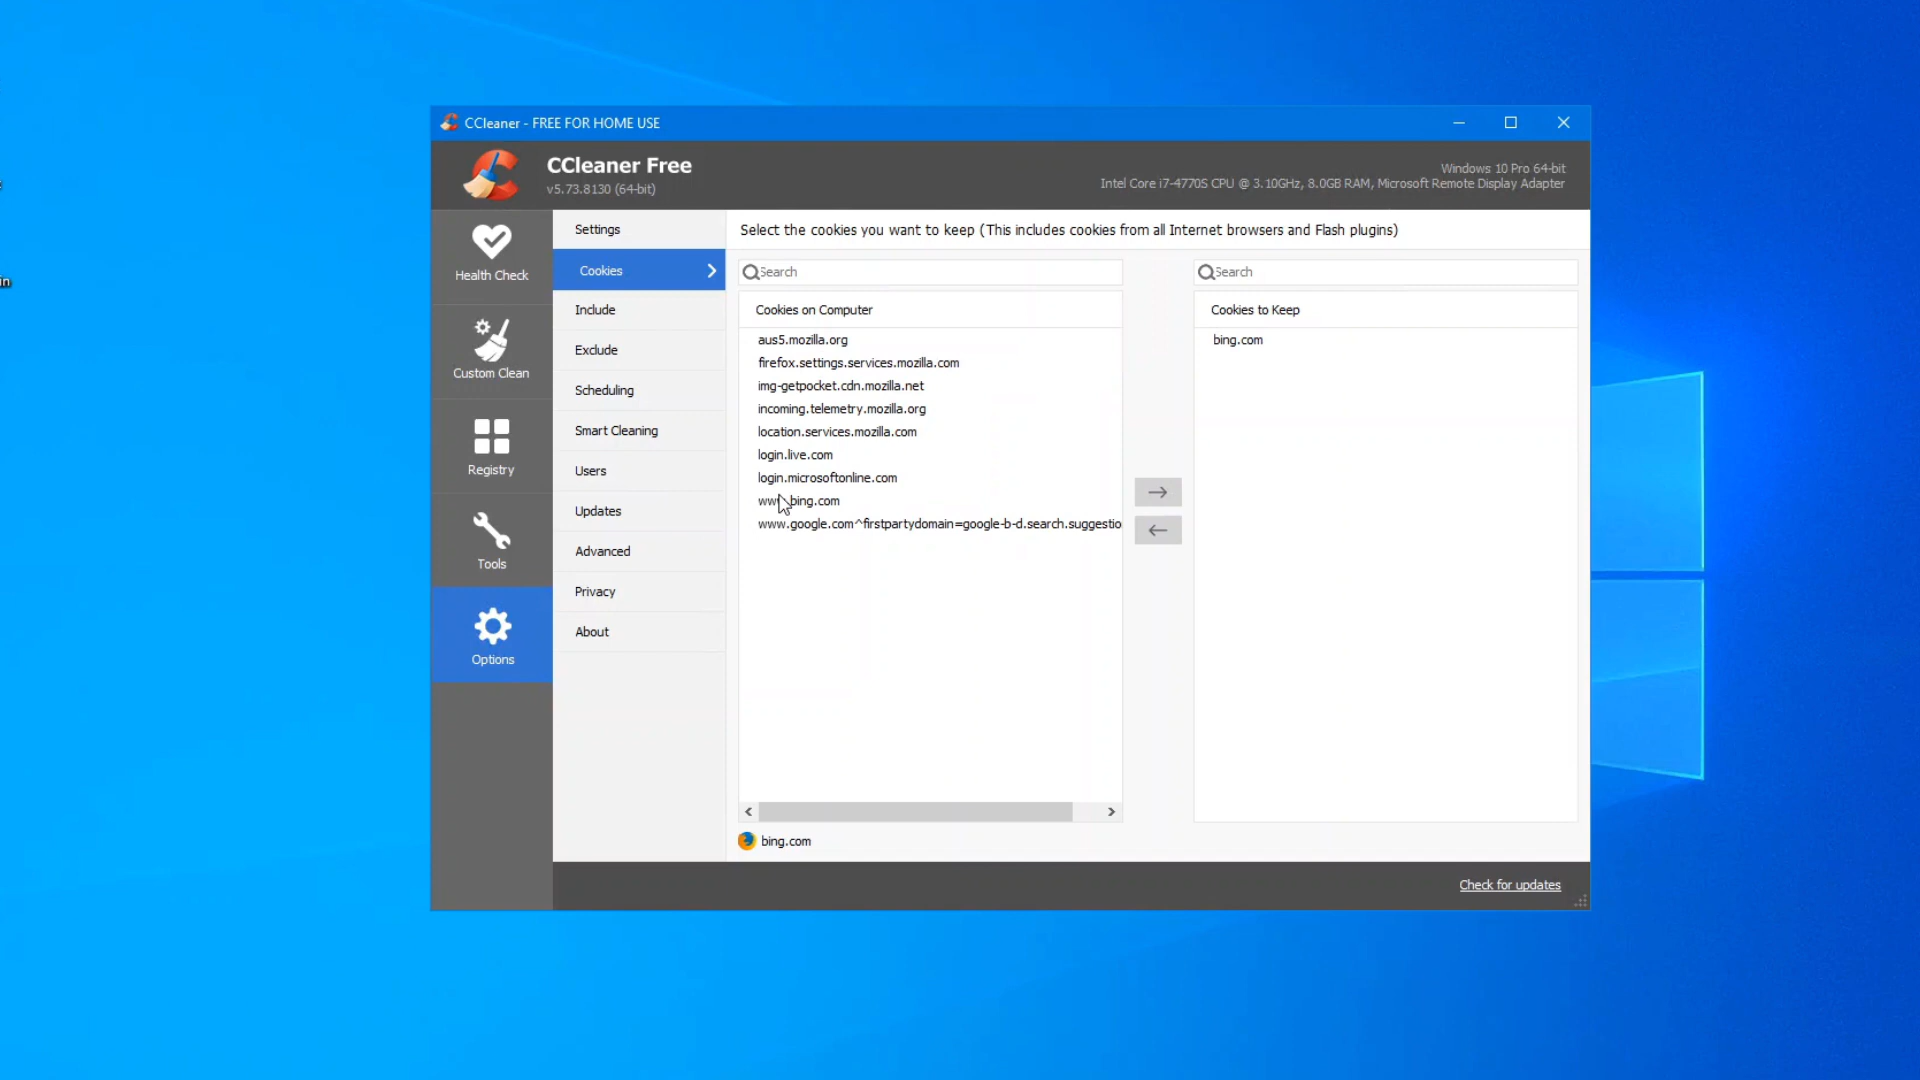 CCleaner - FREE FOR HOME USE
CCleaner Free
v5.73.8130 (64-bit)
Windows 10 Pro 64-bit
Intel Core i7-4770S CPU @ 3.10GHz, 8.0GB RAM, Microsoft Remote Display Adapter
Health Check
Custom Clean
Registry
Tools
Options
Settings
Cookies
Include
Exclude
Scheduling
Smart Cleaning
Users
Updates
Advanced
Privacy
About
Select the cookies you want to keep (This includes cookies from all Internet browsers and Flash plugins)
Search
Cookies on Computer
aus5.mozilla.org
firefox.settings.services.mozilla.com
img-getpocket.cdn.mozilla.net
incoming.telemetry.mozilla.org
location.services.mozilla.com
login.live.com
login.microsoftonline.com
www.bing.com
www.google.com^firstpartydomain=google-b-d.search.suggestio
bing.com
Search
Cookies to Keep
bing.com
Check for updates
in